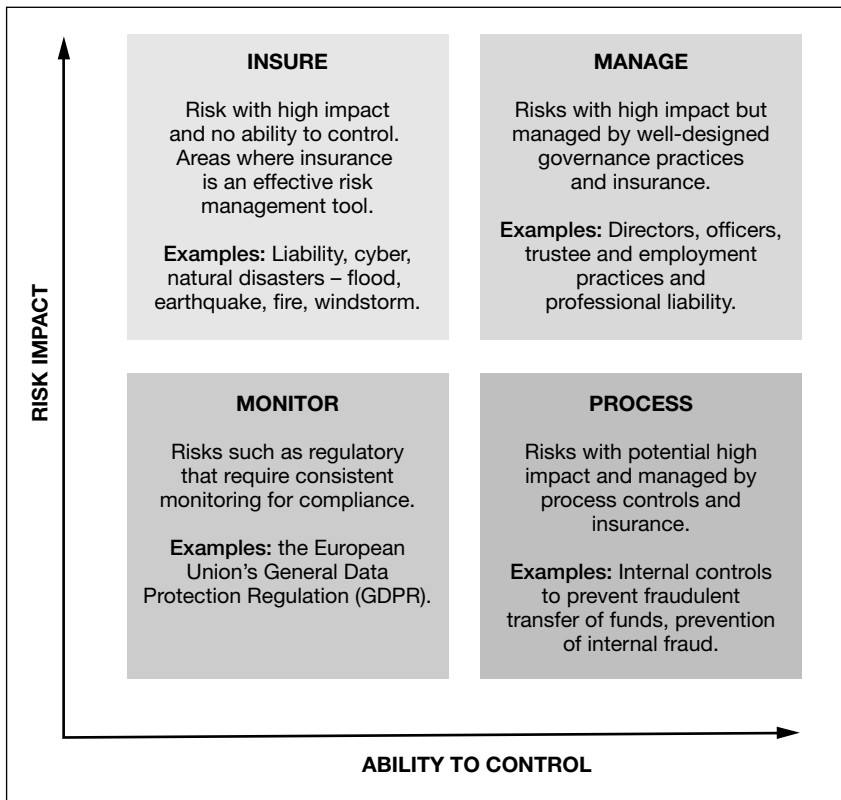 RISK IMPACT
INSURE
Risk with high impact
and no ability to control.
Areas where insurance
is an effective risk
management tool.
Examples: Liability, cyber,
natural disasters – flood,
earthquake, fire, windstorm.
MANAGE
Risks with high impact but
managed by well-designed
governance practices
and insurance.
Examples: Directors, officers,
trustee and employment
practices and
professional liability.
MONITOR
Risks such as regulatory
that require consistent
monitoring for compliance.
Examples: the European
Union’s General Data
Protection Regulation (GDPR).
PROCESS
Risks with potential high
impact and managed by
process controls and
insurance.
Examples: Internal controls
to prevent fraudulent
transfer of funds, prevention
of internal fraud.
ABILITY TO CONTROL